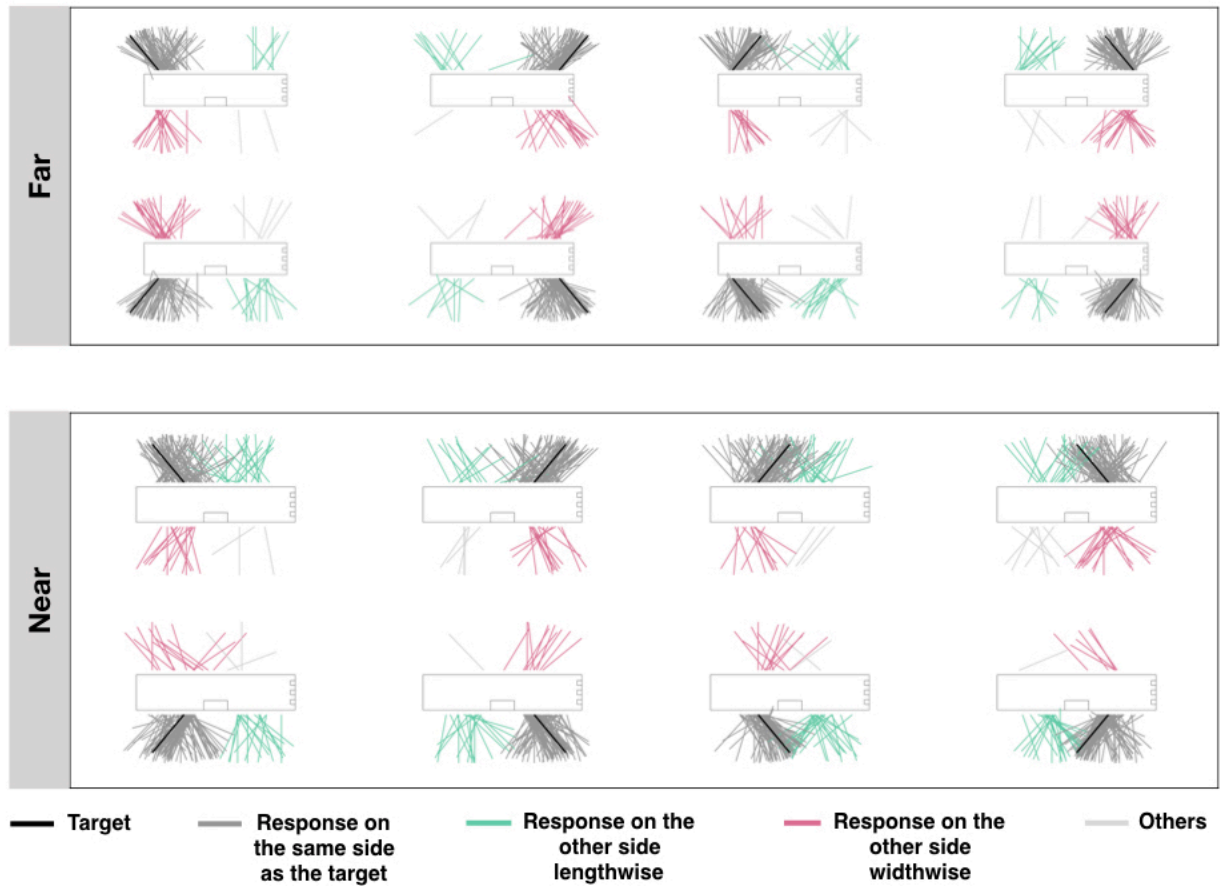 Far
Near
Target
Response on
the same side
as the target
Response on the
other side
lengthwise
Response on the
other side
widthwise
Others